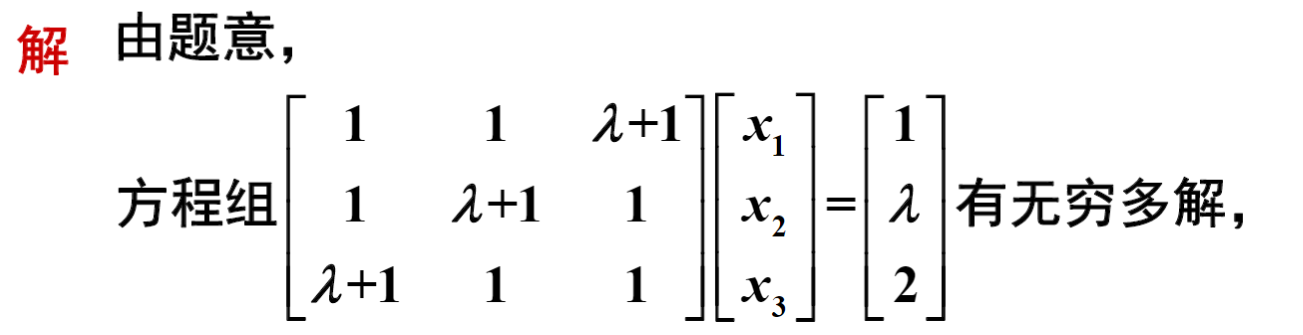 解 由题意，
1 1 λ+1 x₁ 1
方程组 1 λ+1 1 x₂ = λ 有无穷多解，
λ+1 1 1 x₃ 2